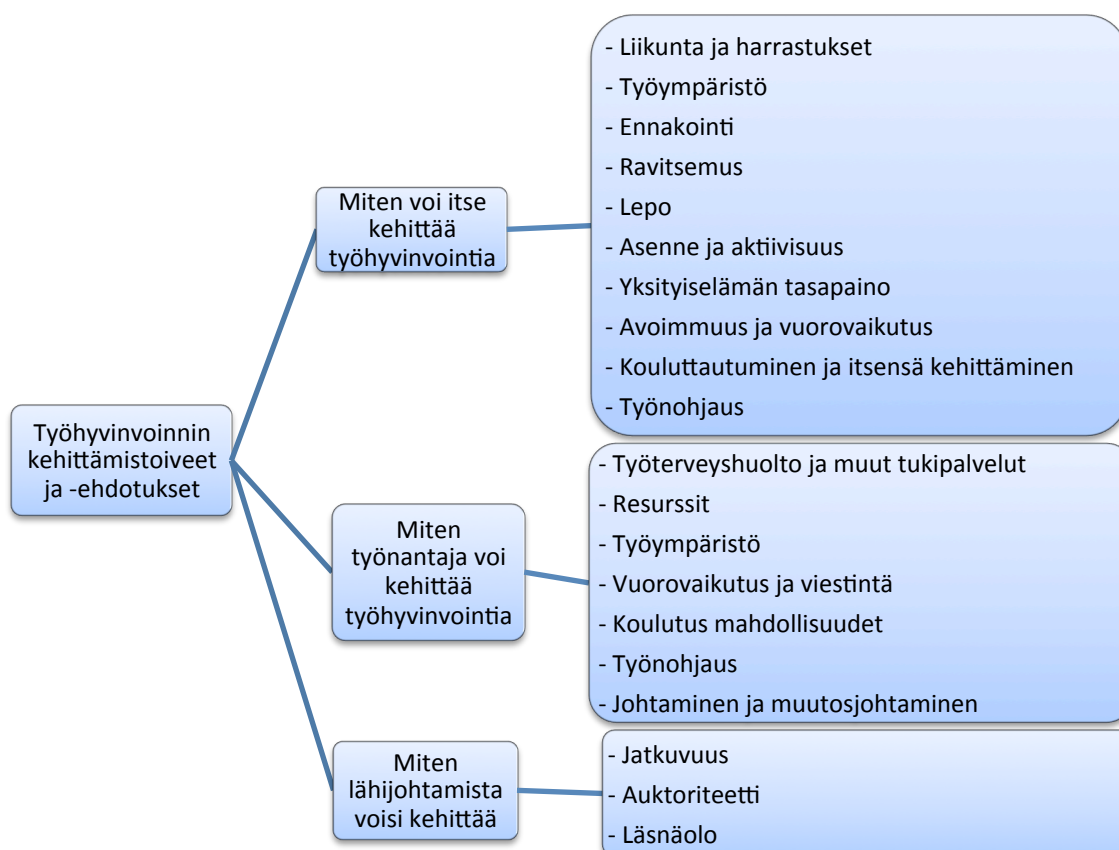 Työhyvinvoinnin
kehittämistoiveet
ja -ehdotukset
Miten voi itse
kehittää
työhyvinvointia
- Liikunta ja harrastukset
- Työympäristö
- Ennakointi
- Ravitsemus
- Lepo
- Asenne ja aktiivisuus
- Yksityiselämän tasapaino
- Avoimmuus ja vuorovaikutus
- Kouluttautuminen ja itsensä kehittäminen
- Työnohjaus
Miten
työnantaja voi
kehittää
työhyvinvointia
- Työterveyshuolto ja muut tukipalvelut
- Resurssit
- Työympäristö
- Vuorovaikutus ja viestintä
- Koulutus mahdollisuudet
- Työnohjaus
- Johtaminen ja muutosjohtaminen
Miten
lähijohtamista
voisi kehittää
- Jatkuvuus
- Auktoriteetti
- Läsnäolo